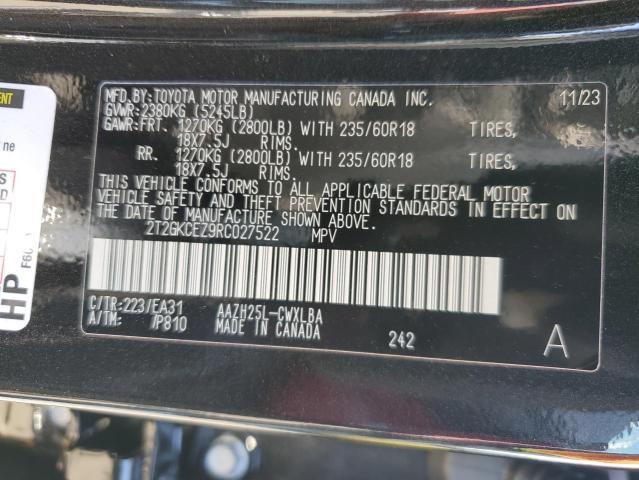 MFD.BY:TOYOTA MOTOR MANUFACTURING CANADA INC. 11/23
GVWR: 2380KG (5245LB)
GAWR:FRT. 1270KG (2800LB) WITH 235/60R18 TIRES,
18X7.5J RIMS.
RR. 1270KG (2800LB) WITH 235/60R18 TIRES,
18X7.5J RIMS.
THIS VEHICLE CONFORMS TO ALL APPLICABLE FEDERAL MOTOR
VEHICLE SAFETY AND THEFT PREVENTION STANDARDS IN EFFECT ON
THE DATE OF MANUFACTURE SHOWN ABOVE.
2T2GKCEZ9RC027522 MPV
C/TR:223/EA31 AAZH25L-CWXLBA
A/TM: /P810 MADE IN CANADA 242 A
ne
HP